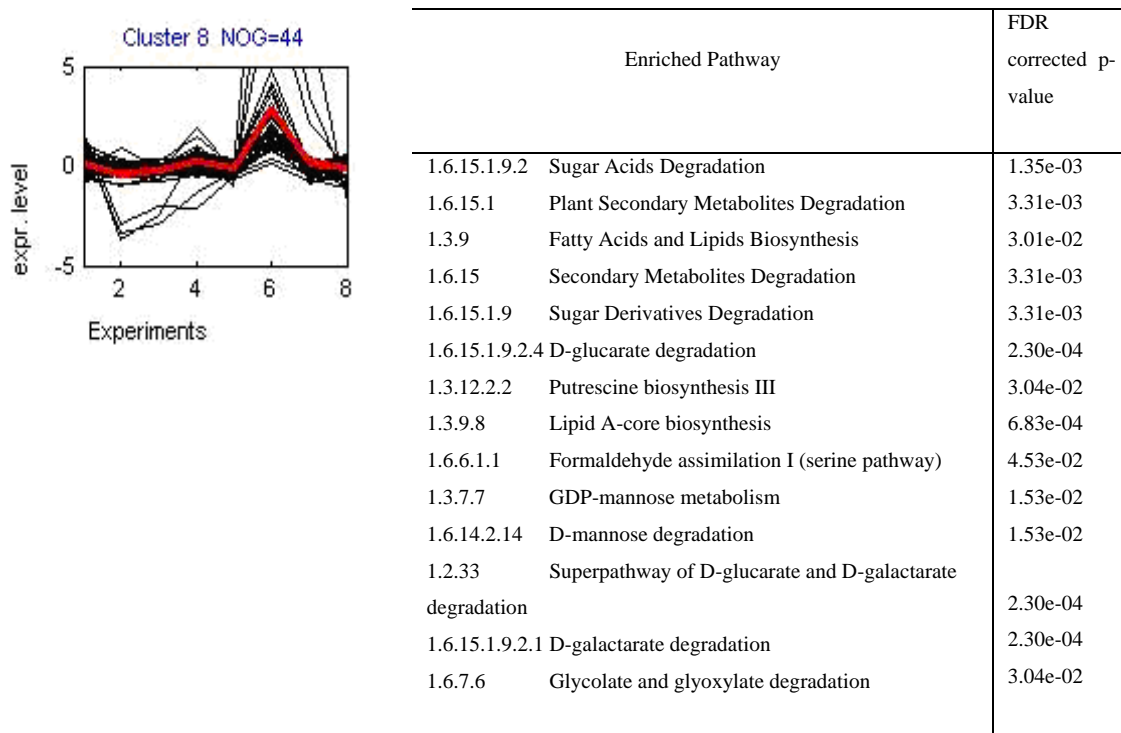 Cluster 8 NOG=44
5
0
-5
expr. level
2 4 6 8
Experiments
Enriched Pathway
FDR
corrected p-
value
1.6.15.1.9.2 Sugar Acids Degradation 1.35e-03
1.6.15.1 Plant Secondary Metabolites Degradation 3.31e-03
1.3.9 Fatty Acids and Lipids Biosynthesis 3.01e-02
1.6.15 Secondary Metabolites Degradation 3.31e-03
1.6.15.1.9 Sugar Derivatives Degradation 3.31e-03
1.6.15.1.9.2.4 D-glucarate degradation 2.30e-04
1.3.12.2.2 Putrescine biosynthesis III 3.04e-02
1.3.9.8 Lipid A-core biosynthesis 6.83e-04
1.6.6.1.1 Formaldehyde assimilation I (serine pathway) 4.53e-02
1.3.7.7 GDP-mannose metabolism 1.53e-02
1.6.14.2.14 D-mannose degradation 1.53e-02
1.2.33 Superpathway of D-glucarate and D-galactarate
degradation 2.30e-04
1.6.15.1.9.2.1 D-galactarate degradation 2.30e-04
1.6.7.6 Glycolate and glyoxylate degradation 3.04e-02